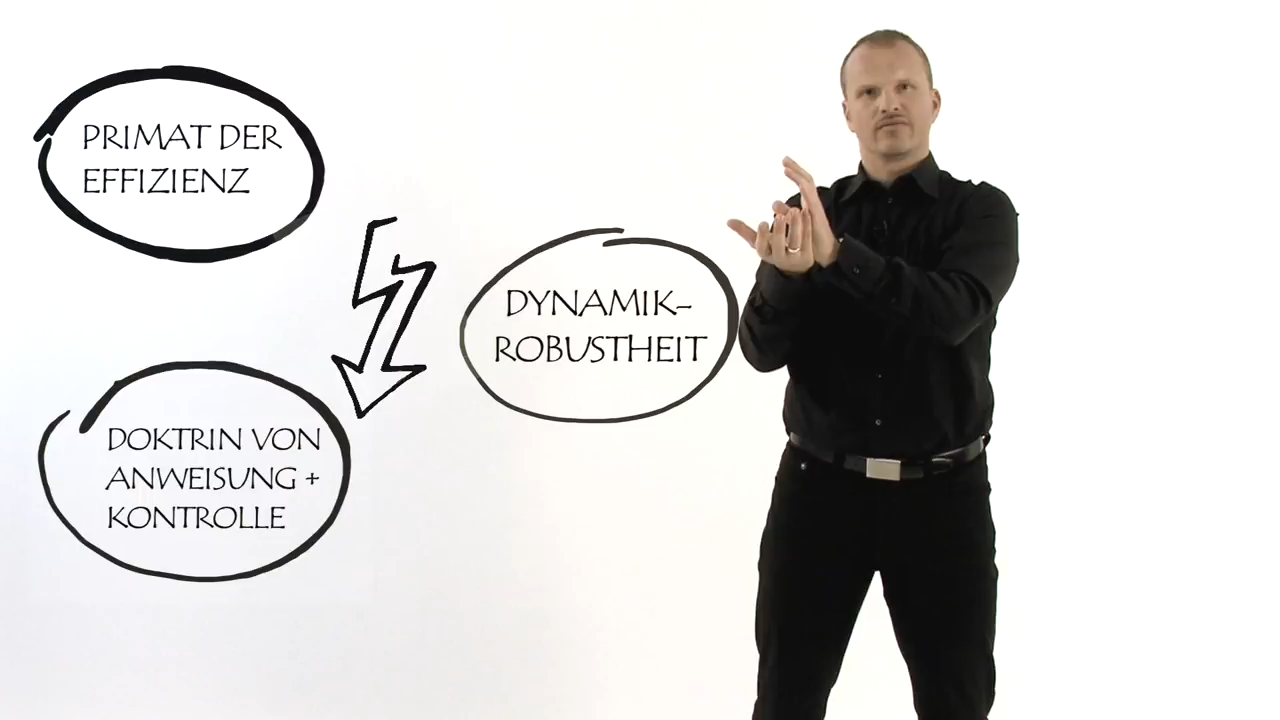 PRIMAT DER
EFFIZIENZ
DYNAMIK-
ROBUSTHEIT
DOKTRIN VON
ANWEISUNG +
KONTROLLE